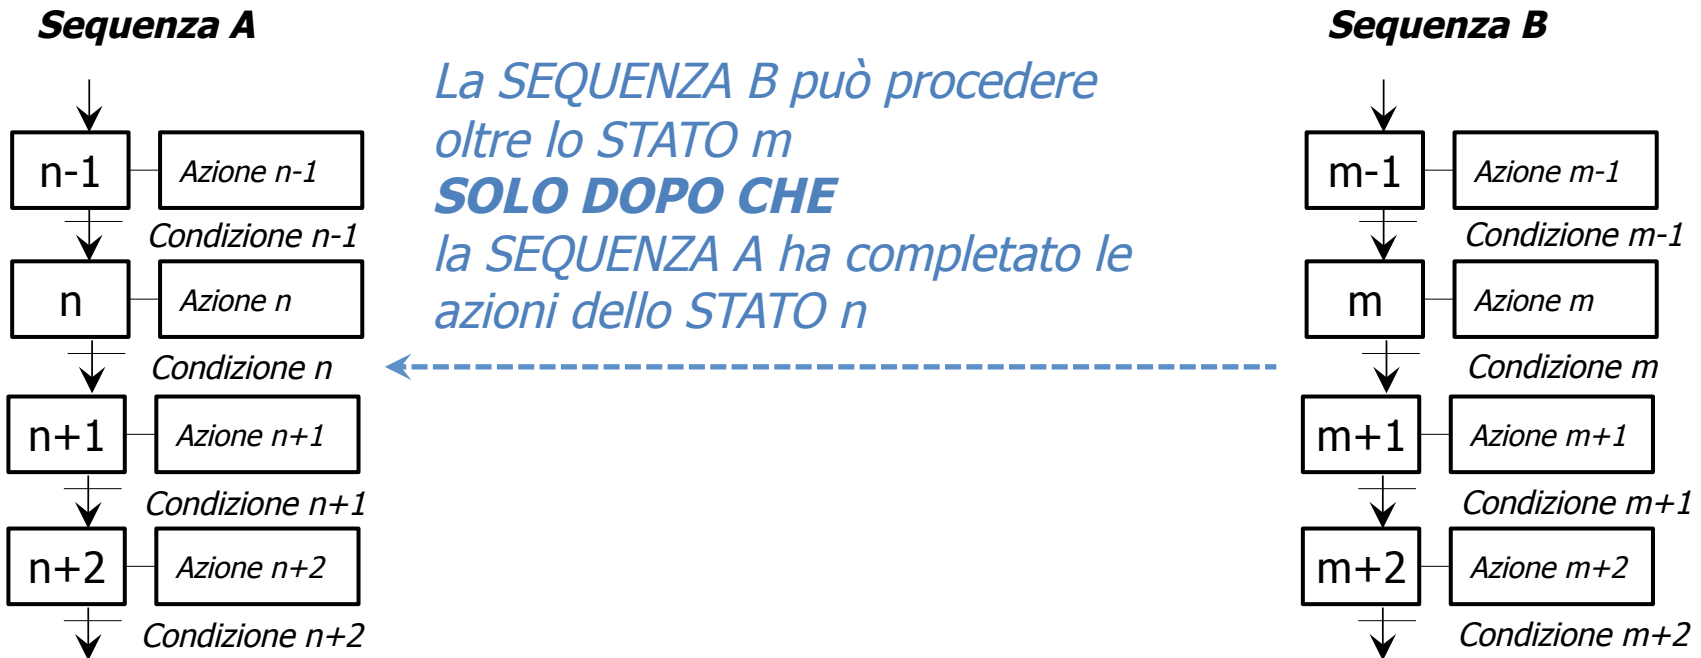 Sequenza A
n-1
Azione n-1
Condizione n-1
n
Azione n
Condizione n
n+1
Azione n+1
Condizione n+1
n+2
Azione n+2
Condizione n+2
La SEQUENZA B può procedere
oltre lo STATO m
SOLO DOPO CHE
la SEQUENZA A ha completato le
azioni dello STATO n
Sequenza B
m-1
Azione m-1
Condizione m-1
m
Azione m
Condizione m
m+1
Azione m+1
Condizione m+1
m+2
Azione m+2
Condizione m+2